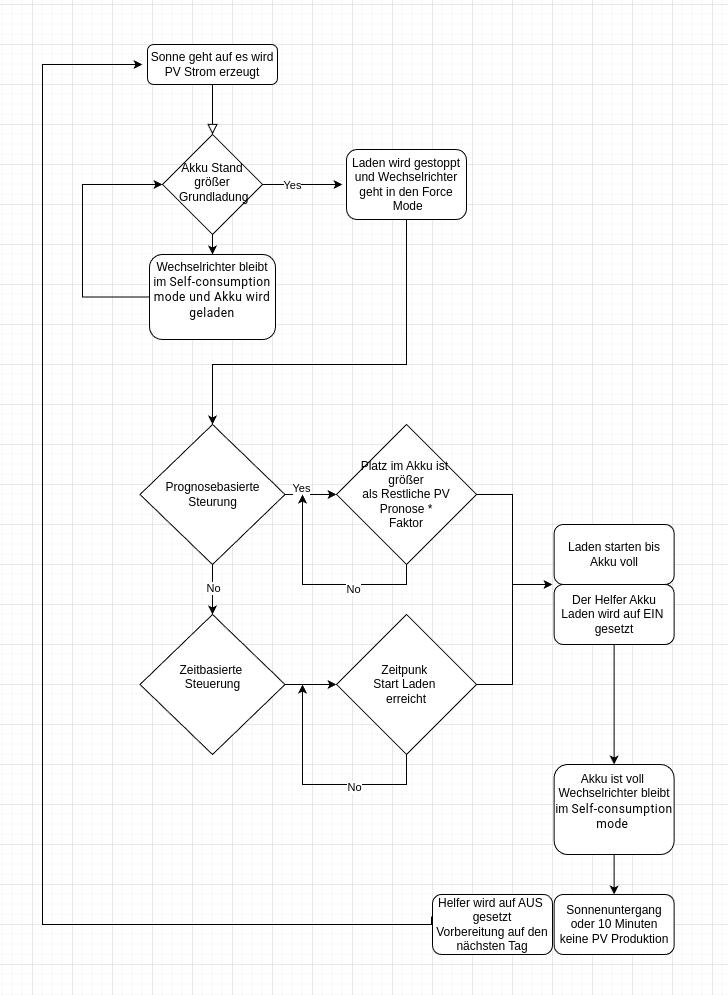 Sonne geht auf es wird
PV Strom erzeugt
Akku Stand
größer
Grundladung
Yes
Laden wird gestoppt
und Wechselrichter
geht in den Force
Mode
Wechselrichter bleibt
im Self-consumption
mode und Akku wird
geladen
Prognosebasierte
Steurung
Yes
Platz im Akku ist
größer
als Restliche PV
Pronose *
Faktor
No
No
Laden starten bis
Akku voll
Der Helfer Akku
Laden wird auf EIN
gesetzt
Zeitbasierte
Steuerung
Zeitpunk
Start Laden
erreicht
No
Akku ist voll
Wechselrichter bleibt
im Self-consumption
mode
Helfer wird auf AUS
gesetzt
Vorbereitung auf den
nächsten Tag
Sonnenuntergang
oder 10 Minuten
keine PV Produktion